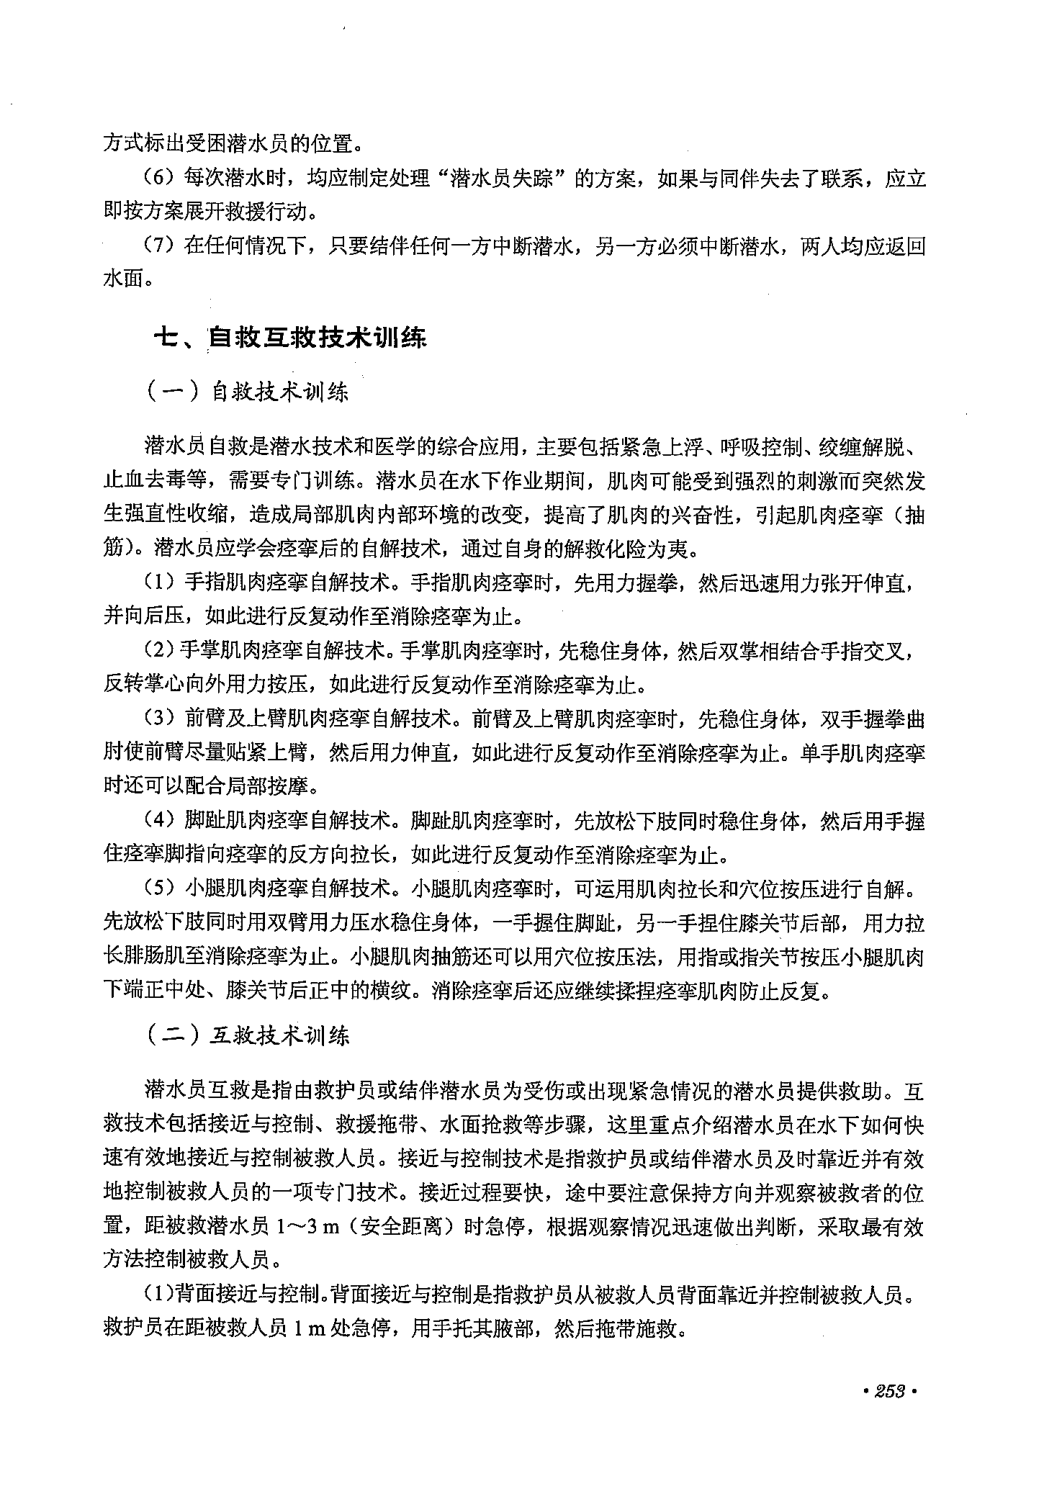 方式标出受困潜水员的位置。
（6）每次潜水时，均应制定处理“潜水员失踪”的方案，如果与同伴失去了联系，应立
即按方案展开救援行动。
（7）在任何情况下，只要结伴任何一方中断潜水，另一方必须中断潜水，两人均应返回
水面。
七、自救互救技术训练
（一）自救技术训练
潜水员自救是潜水技术和医学的综合应用，主要包括紧急上浮、呼吸控制、绞缠解脱、
止血去毒等，需要专门训练。潜水员在水下作业期间，肌肉可能受到强烈的刺激而突然发
生强直性收缩，造成局部肌肉内部环境的改变，提高了肌肉的兴奋性，引起肌肉痉挛（抽
筋）。潜水员应学会痉挛后的自解技术，通过自身的解救化险为夷。
（1）手指肌肉痉挛自解技术。手指肌肉痉挛时，先用力握拳，然后迅速用力张开伸直，
并向后压，如此进行反复动作至消除痉挛为止。
（2）手掌肌肉痉挛自解技术。手掌肌肉痉挛时，先稳住身体，然后双掌相结合手指交叉，
反转掌心向外用力按压，如此进行反复动作至消除痉挛为止。
（3）前臂及上臂肌肉痉挛自解技术。前臂及上臂肌肉痉挛时，先稳住身体，双手握拳曲
肘使前臂尽量贴紧上臂，然后用力伸直，如此进行反复动作至消除痉挛为止。单手肌肉痉挛
时还可以配合局部按摩。
（4）脚趾肌肉痉挛自解技术。脚趾肌肉痉挛时，先放松下肢同时稳住身体，然后用手握
住痉挛脚指向痉挛的反方向拉长，如此进行反复动作至消除痉挛为止。
（5）小腿肌肉痉挛自解技术。小腿肌肉痉挛时，可运用肌肉拉长和穴位按压进行自解。
先放松下肢同时用双臂用力压水稳住身体，一手握住脚趾，另一手捏住膝关节后部，用力拉
长腓肠肌至消除痉挛为止。小腿肌肉抽筋还可以用穴位按压法，用指或指关节按压小腿肌肉
下端正中处、膝关节后正中的横纹。消除痉挛后还应继续揉捏痉挛肌肉防止反复。
（二）互救技术训练
潜水员互救是指由救护员或结伴潜水员为受伤或出现紧急情况的潜水员提供救助。互
救技术包括接近与控制、救援拖带、水面抢救等步骤，这里重点介绍潜水员在水下如何快
速有效地接近与控制被救人员。接近与控制技术是指救护员或结伴潜水员及时靠近并有效
地控制被救人员的一项专门技术。接近过程要快，途中要注意保持方向并观察被救者的位
置，距被救潜水员 1～3 m（安全距离）时急停，根据观察情况迅速做出判断，采取最有效
方法控制被救人员。
（1）背面接近与控制。背面接近与控制是指救护员从被救人员背面靠近并控制被救人员。
救护员在距被救人员 1 m 处急停，用手托其腋部，然后拖带施救。
·253·